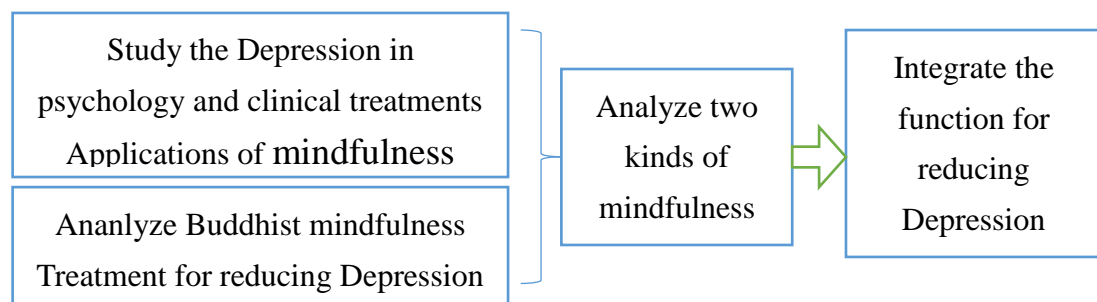 Study the Depression in
psychology and clinical treatments
Applications of mindfulness
Ananlyze Buddhist mindfulness
Treatment for reducing Depression
Analyze two
kinds of
mindfulness
Integrate the
function for
reducing
Depression